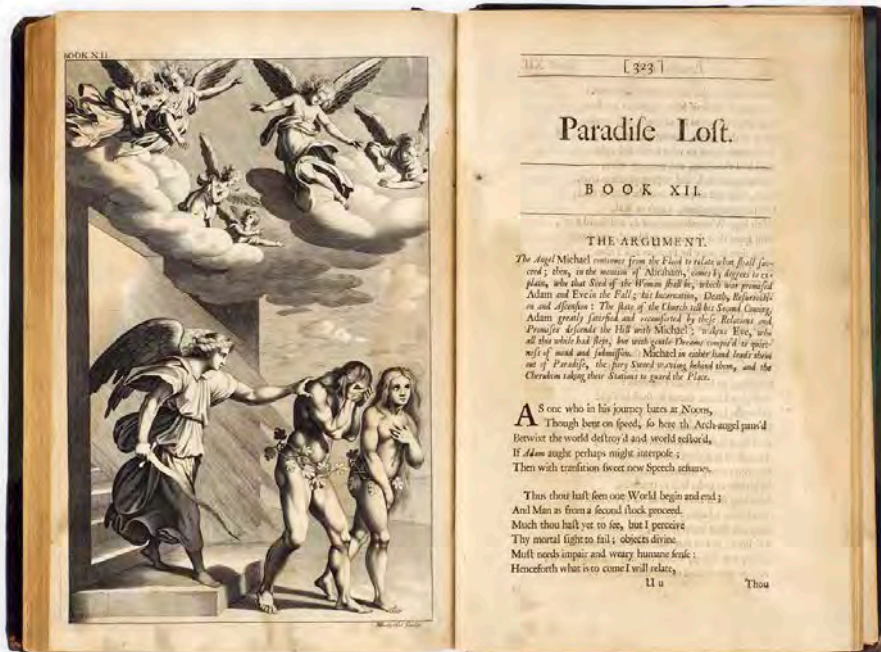 BOOK XII.
[ 323 ]
Paradiſe Loſt.
BOOK XII.
THE ARGUMENT.
The Angel Michael continues from the Flood to relate what ſhall ſuc-
ceed; then, in the mention of Abraham, comes by degrees to ex-
plain, who that Seed of the Woman ſhall be, which was promiſed
Adam and Eve in the Fall; his Incarnation, Death, Reſurrecti-
on and Aſcenſion: The ſtate of the Church till his Second Coming.
Adam greatly ſatisfied and recomforted by theſe Relations and
Promiſes deſcends the Hill with Michael; wakens Eve, who
all this while had ſlept, but with gentle Dreams compos'd to quiet-
neſs of mind and ſubmiſſion. Michael in either hand leads them
out of Paradiſe, the fiery Sword waving behind them, and the
Cherubim taking their Stations to guard the Place.
AS one who in his journey bates at Noon,
Though bent on ſpeed, ſo here th' Arch-angel paus'd
Betwixt the world deſtroy'd and world reſtor'd,
If Adam aught perhaps might interpoſe;
Then with tranſition ſweet new Speech reſumes.
Thus thou haſt ſeen one World begin and end;
And Man as from a ſecond ſtock proceed.
Much thou haſt yet to ſee, but I perceive
Thy mortal ſight to fail; objects divine
Muſt needs impair and weary humane ſenſe:
Henceforth what is to come I will relate,
U u Thou